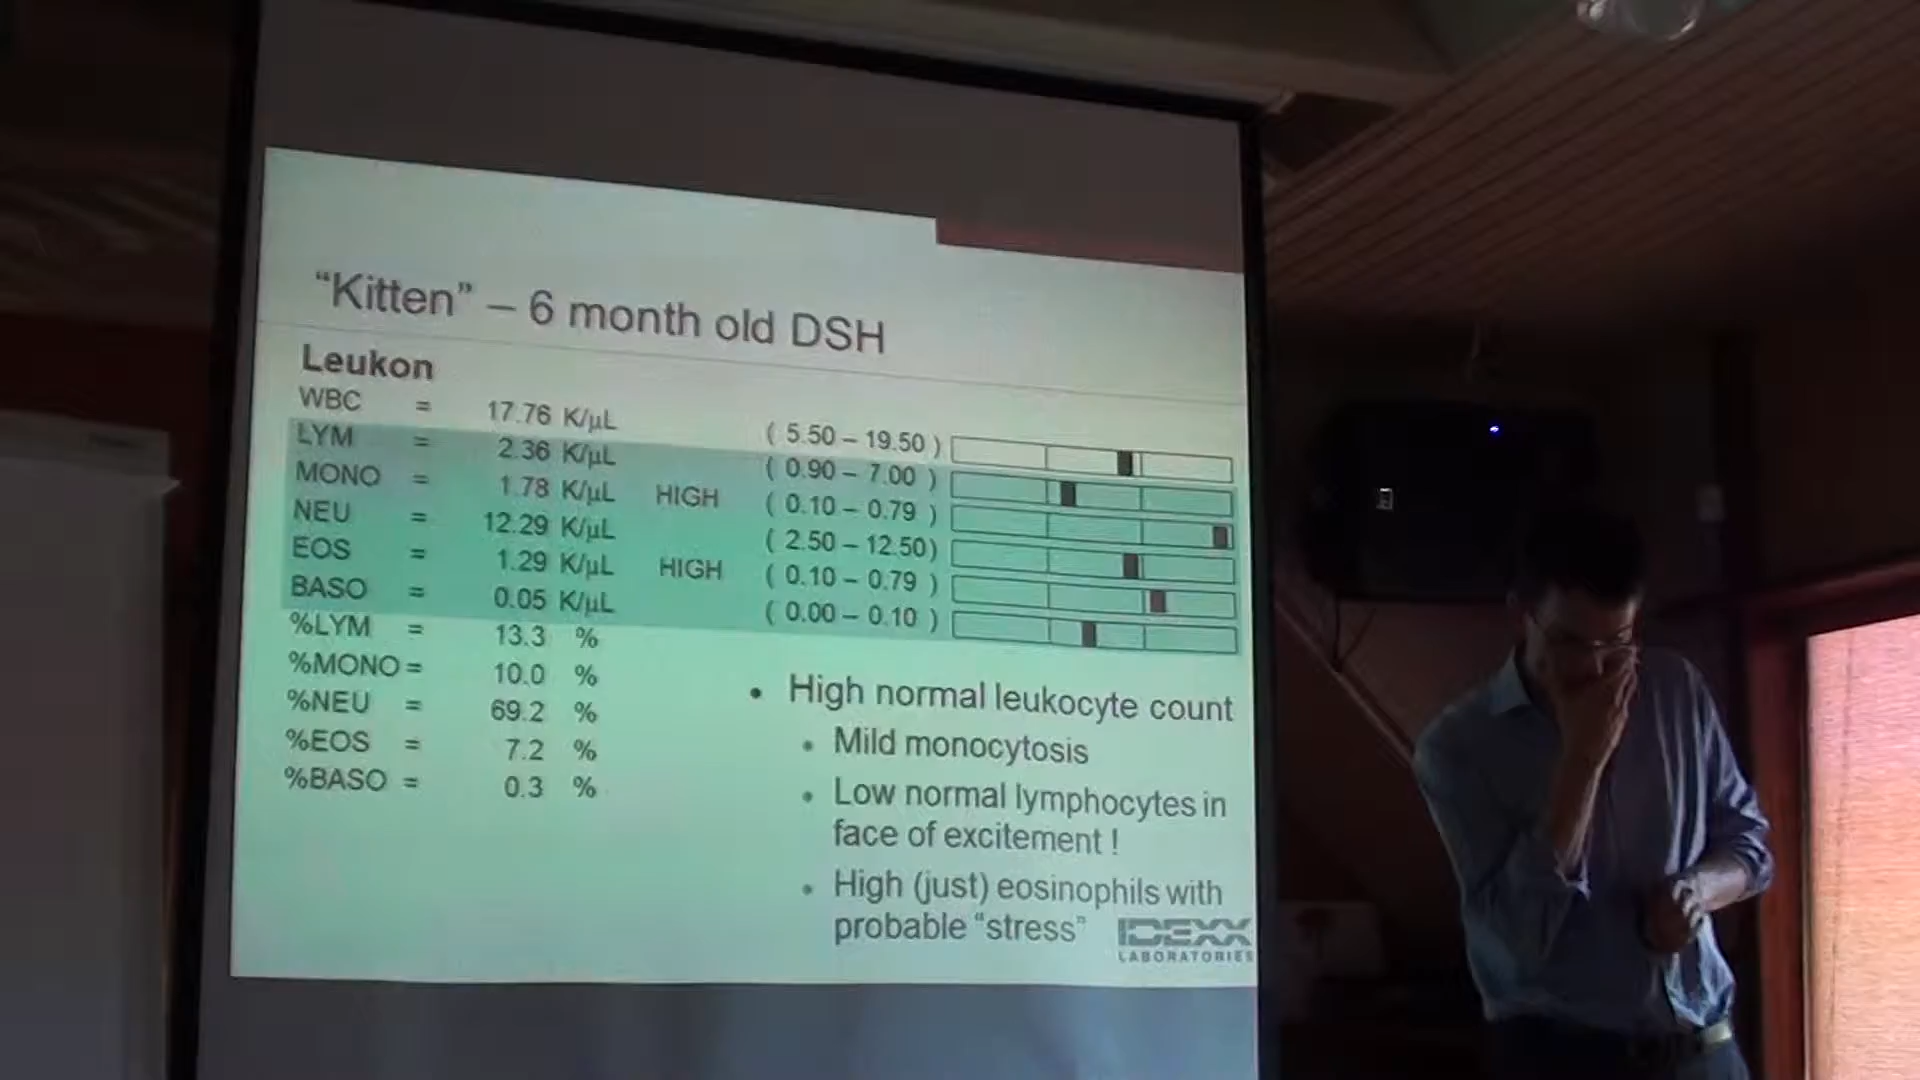 “Kitten” – 6 month old DSH
Leukon
WBC = 17.76 K/µL ( 5.50 – 19.50 )
LYM = 2.36 K/µL ( 0.90 – 7.00 )
MONO = 1.78 K/µL HIGH ( 0.10 – 0.79 )
NEU = 12.29 K/µL ( 2.50 – 12.50)
EOS = 1.29 K/µL HIGH ( 0.10 – 0.79 )
BASO = 0.05 K/µL ( 0.00 – 0.10 )
%LYM = 13.3 %
%MONO = 10.0 %
%NEU = 69.2 %
%EOS = 7.2 %
%BASO = 0.3 %
• High normal leukocyte count
• Mild monocytosis
• Low normal lymphocytes in
face of excitement !
• High (just) eosinophils with
probable “stress”
IDEXX
LABORATORIES